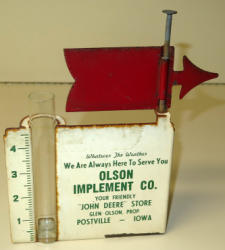 Whatever The Weather
We Are Always Here To Serve You
OLSON
IMPLEMENT CO.
YOUR FRIENDLY
"JOHN DEERE" STORE
GLEN OLSON, PROP.
POSTVILLE IOWA
4
3
2
1